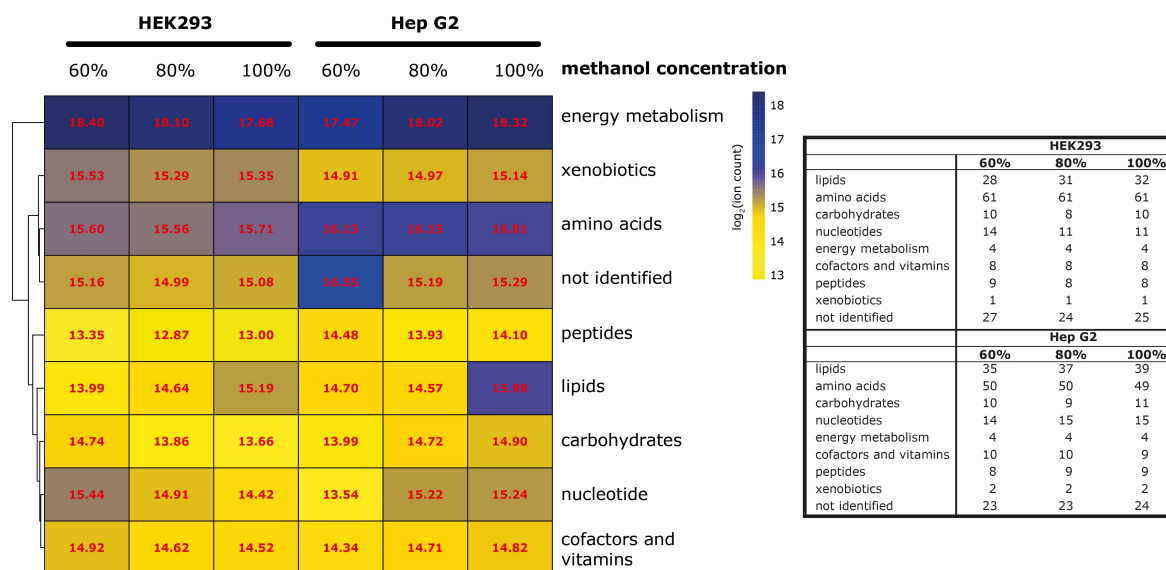 HEK293 Hep G2
60% 80% 100% 60% 80% 100% methanol concentration
18.40 18.10 17.68 17.47 18.02 18.32 energy metabolism
15.53 15.29 15.35 14.91 14.97 15.14 xenobiotics
15.60 15.56 15.71 16.13 16.01 amino acids
15.16 14.99 15.08 15.19 15.29 not identified
13.35 12.87 13.00 14.48 13.93 14.10 peptides
13.99 14.64 15.19 14.70 14.57 15.99 lipids
14.74 13.86 13.66 13.99 14.72 14.90 carbohydrates
15.44 14.91 14.42 13.54 15.22 15.24 nucleotide
14.92 14.62 14.52 14.34 14.71 14.82 cofactors and
vitamins
log2(ion count)
18
17
16
15
14
13
HEK293
60% 80% 100%
lipids 28 31 32
amino acids 61 61 61
carbohydrates 10 8 10
nucleotides 14 11 11
energy metabolism 4 4 4
cofactors and vitamins 8 8 8
peptides 9 8 8
xenobiotics 1 1 1
not identified 27 24 25
Hep G2
60% 80% 100%
lipids 35 37 39
amino acids 50 50 49
carbohydrates 10 9 11
nucleotides 14 15 15
energy metabolism 4 4 4
cofactors and vitamins 10 10 9
peptides 8 9 9
xenobiotics 2 2 2
not identified 23 23 24